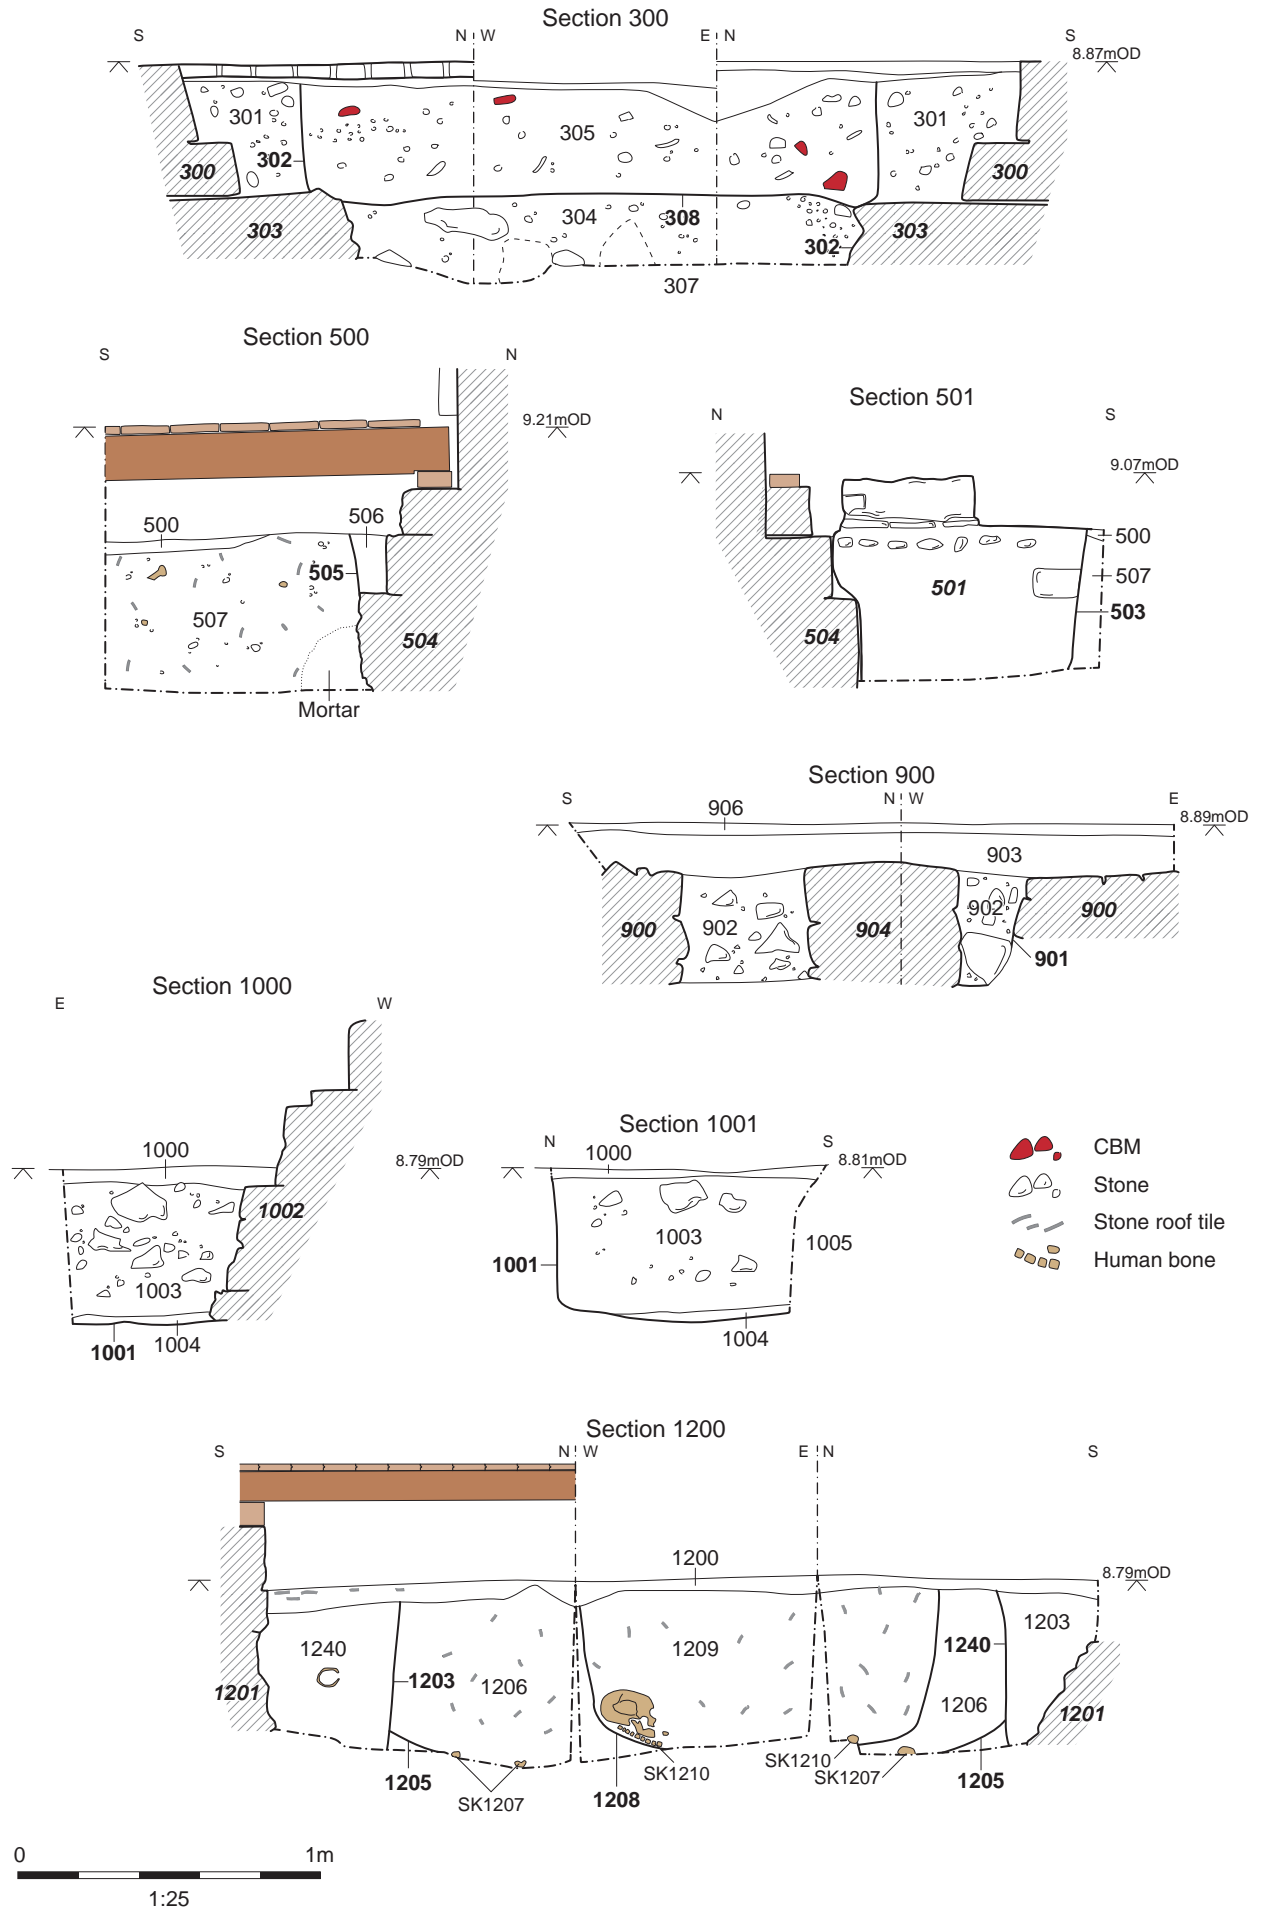 Section 300
S N W E N S
8.87mOD
301 305 301
302
300 300
304 308
303 302 303
307
Section 500
S N
9.21mOD
500 506
505
507
504
Mortar
Section 501
N S
9.07mOD
500
507
501
503
504
Section 900
S N W E
906
8.89mOD
903
902
900 902 904 900
901
Section 1000
E W
1000
8.79mOD
1002
1003
1001 1004
Section 1001
N S
1000
8.81mOD
1003 1005
1001
1004
CBM
Stone
Stone roof tile
Human bone
Section 1200
S N W E N S
1200
8.79mOD
1203
1240 1209 1240
1203 1206
1201 1206 1201
SK1210 SK1210
SK1207
1205 1205
SK1207 1208
0 1m
1:25